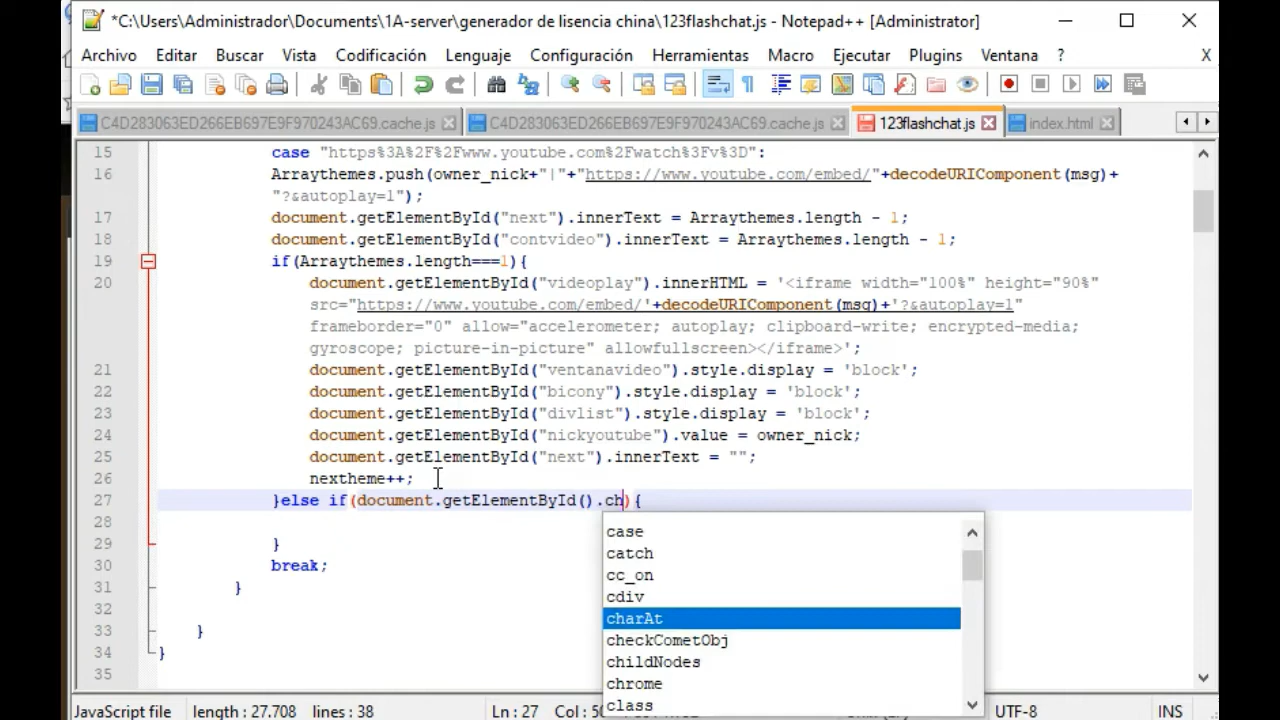 *C:\Users\Administrador\Documents\1A-server\generador de lisencia china\123flashchat.js - Notepad++ [Administrator]
Archivo Editar Buscar Vista Codificación Lenguaje Configuración Herramientas Macro Ejecutar Plugins Ventana ? X
C4D283063ED266EB697E9F970243AC69.cache.js C4D283063ED266EB697E9F970243AC69.cache.js 123flashchat.js index.html
15 case "https%3A%2F%2Fwww.youtube.com%2Fwatch%3Fv%3D":
16 Arraythemes.push(owner_nick+"|"+"https://www.youtube.com/embed/"+decodeURIComponent(msg)+
"?&autoplay=1");
17 document.getElementById("next").innerText = Arraythemes.length - 1;
18 document.getElementById("contvideo").innerText = Arraythemes.length - 1;
19 if(Arraythemes.length===1){
20 document.getElementById("videoplay").innerHTML = '<iframe width="100%" height="90%"
src="https://www.youtube.com/embed/'+decodeURIComponent(msg)+'?&autoplay=1"
frameborder="0" allow="accelerometer; autoplay; clipboard-write; encrypted-media;
gyroscope; picture-in-picture" allowfullscreen></iframe>';
21 document.getElementById("ventanavideo").style.display = 'block';
22 document.getElementById("bicony").style.display = 'block';
23 document.getElementById("divlist").style.display = 'block';
24 document.getElementById("nickyoutube").value = owner_nick;
25 document.getElementById("next").innerText = "";
26 nextheme++;
27 }else if(document.getElementById().ch){
28
29 }
30 break;
31 }
32
33 }
34 }
35
case
catch
cc_on
cdiv
charAt
checkCometObj
childNodes
chrome
class
JavaScript file length : 27.708 lines : 38 Ln : 27 UTF-8 INS